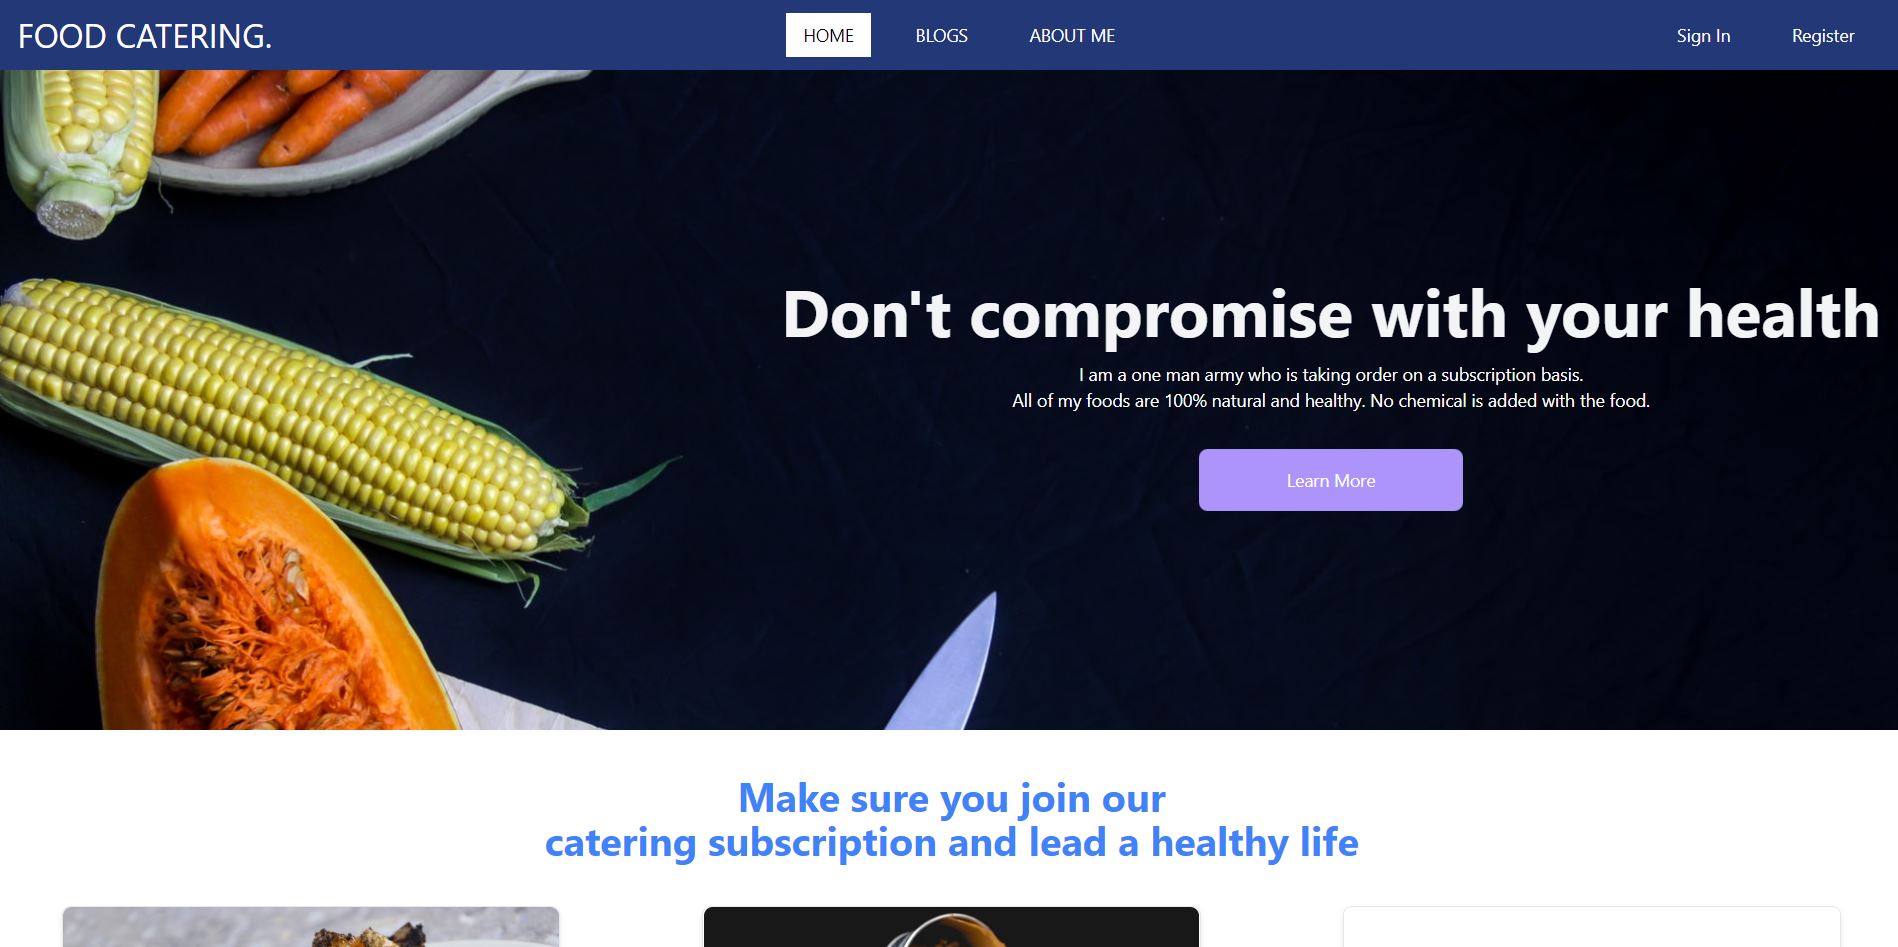 FOOD CATERING.
HOME
BLOGS
ABOUT ME
Sign In
Register
Don't compromise with your health
I am a one man army who is taking order on a subscription basis.
All of my foods are 100% natural and healthy. No chemical is added with the food.
Learn More
Make sure you join our
catering subscription and lead a healthy life